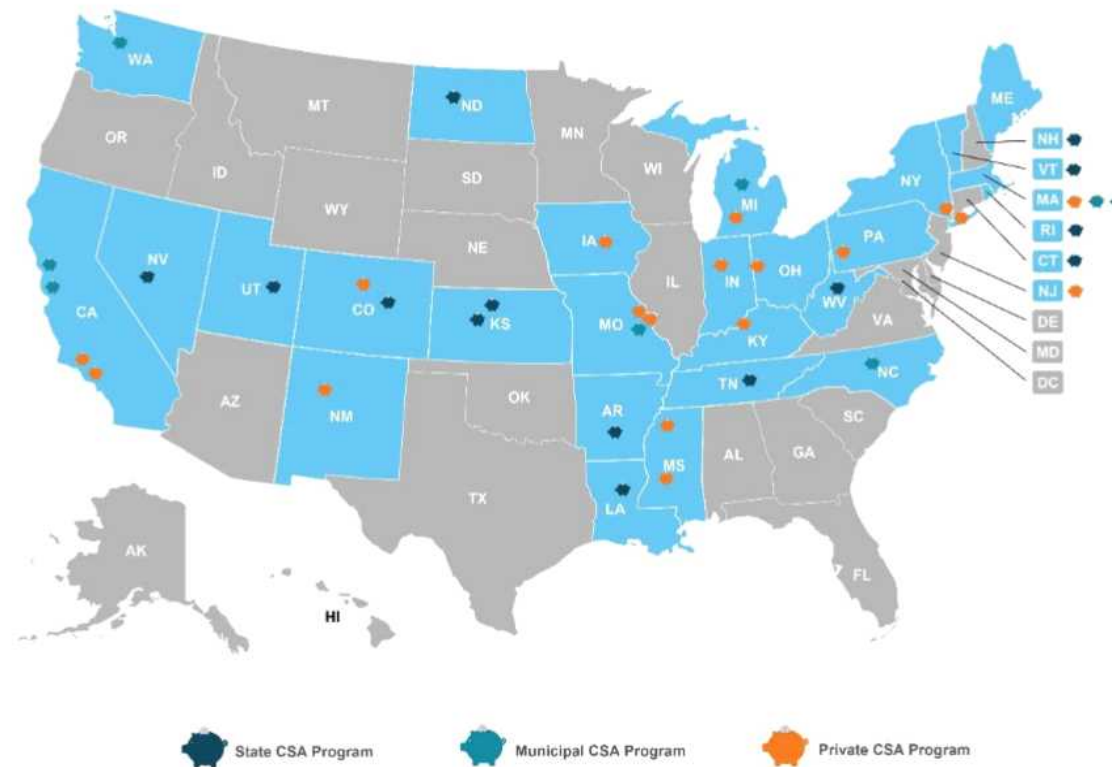 WA
ND
MT
MN
ME
OR
NH
ID
WI
VT
SD
NY
MI
MA
WY
RI
IA
PA
NE
CT
NV
IL
IN
OH
NJ
UT
CO
WV
CA
KS
MO
VA
DE
KY
MD
TN
NC
DC
OK
AZ
NM
AR
SC
MS
AL
GA
TX
LA
AK
FL
HI
State CSA Program
Municipal CSA Program
Private CSA Program